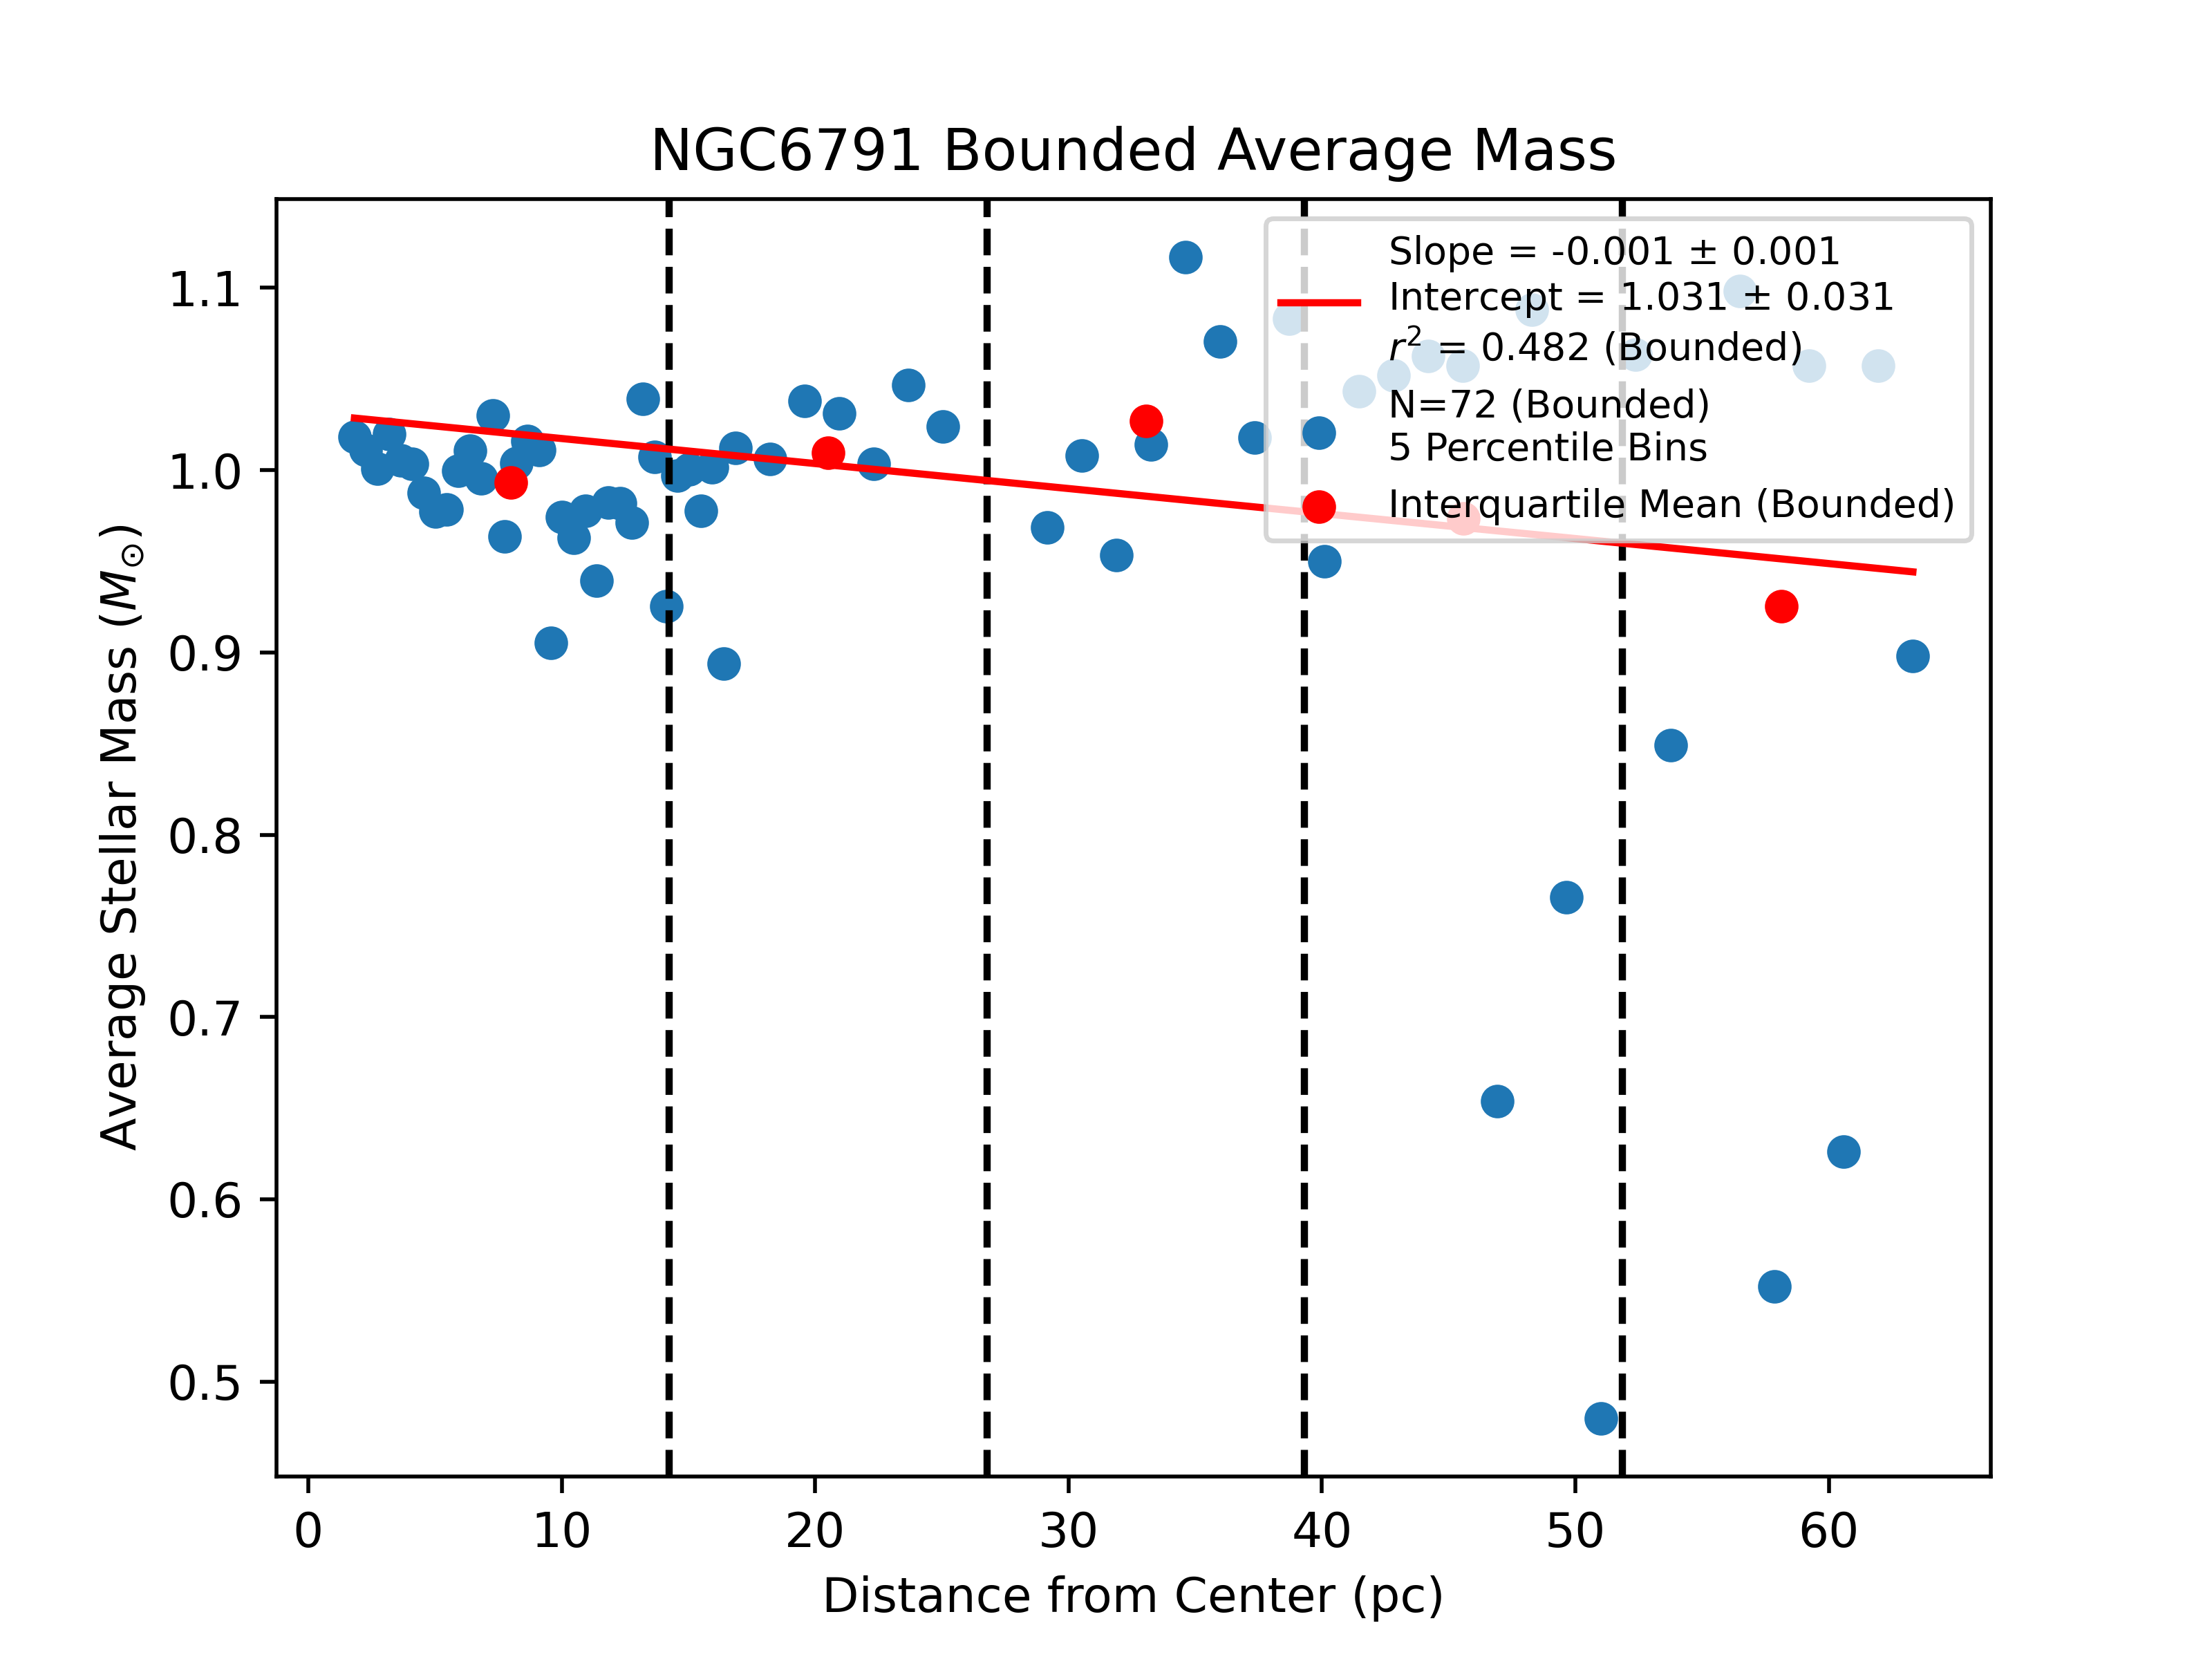 NGC6791 Bounded Average Mass
Slope = -0.001 ± 0.001
Intercept = 1.031 ± 0.031
r² = 0.482 (Bounded)
N=72 (Bounded)
5 Percentile Bins
Interquartile Mean (Bounded)
Average Stellar Mass (M⊙)
1.1
1.0
0.9
0.8
0.7
0.6
0.5
0 10 20 30 40 50 60
Distance from Center (pc)